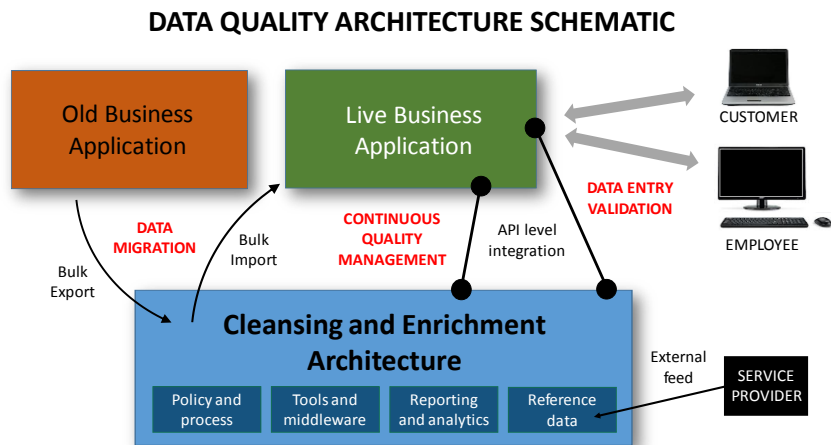 DATA QUALITY ARCHITECTURE SCHEMATIC
Old Business
Application
Live Business
Application
CUSTOMER
EMPLOYEE
DATA ENTRY
VALIDATION
DATA
MIGRATION
Bulk
Export
Bulk
Import
CONTINUOUS
QUALITY
MANAGEMENT
API level
integration
Cleansing and Enrichment
Architecture
Policy and
process
Tools and
middleware
Reporting
and analytics
Reference
data
External
feed
SERVICE
PROVIDER